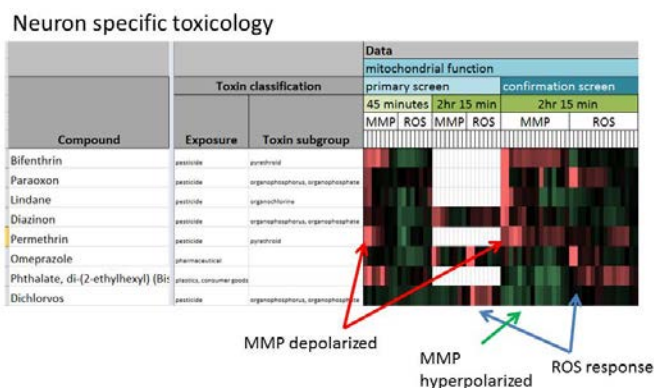 Neuron specific toxicology
Data
mitochondrial function
Toxin classification primary screen confirmation screen
45 minutes 2hr 15 min 2hr 15 min
Compound Exposure Toxin subgroup MMP ROS MMP ROS MMP ROS
Bifenthrin pesticide pyrethroid
Paraoxon pesticide organophosphorus, organophosphate
Lindane pesticide organochlorine
Diazinon pesticide organophosphorus, organophosphate
Permethrin pesticide pyrethroid
Omeprazole pharmaceutical
Phthalate, di-(2-ethylhexyl) (Bis plastics, consumer goods
Dichlorvos pesticide organophosphorus, organophosphate
MMP depolarized
MMP
hyperpolarized
ROS response